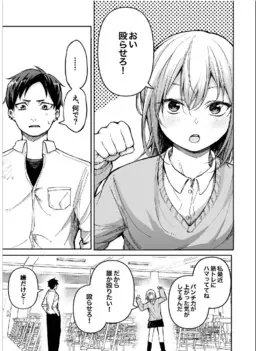 おい
殴らせろ！
……
え、何で？
私最近
筋トレに
ハマっててね
パンチ力が
上がった気が
してるんだ
だから
誰か殴りたい！
殴らせろ！
嫌だけど…